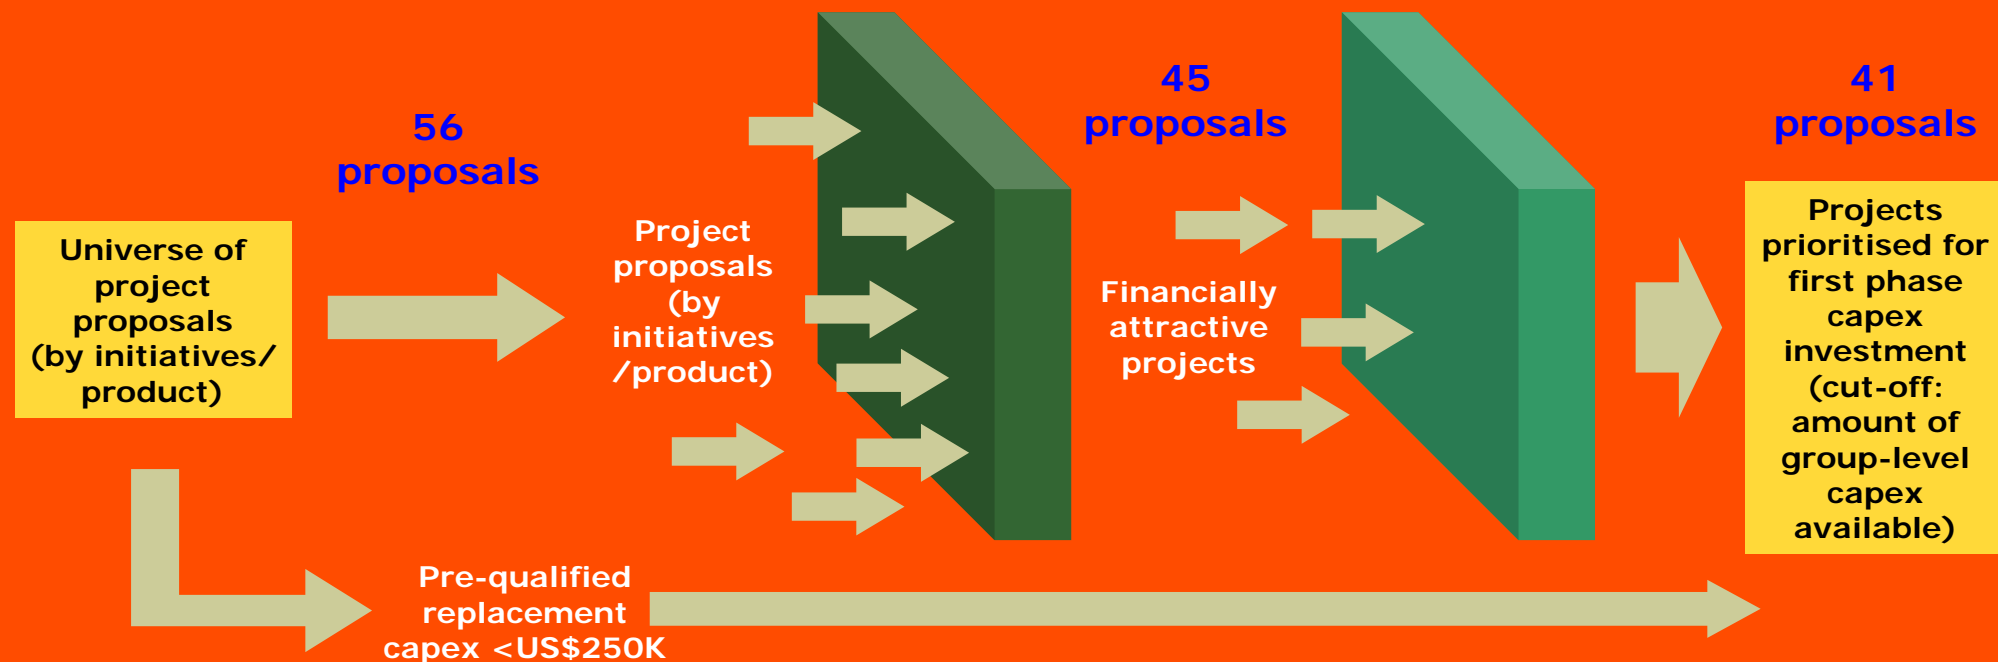 56
proposals
45
proposals
41
proposals
Universe of
project
proposals
(by initiatives/
product)
Project
proposals
(by
initiatives
/product)
Financially
attractive
projects
Projects
prioritised for
first phase
capex
investment
(cut-off:
amount of
group-level
capex
available)
Pre-qualified
replacement
capex <US$250K